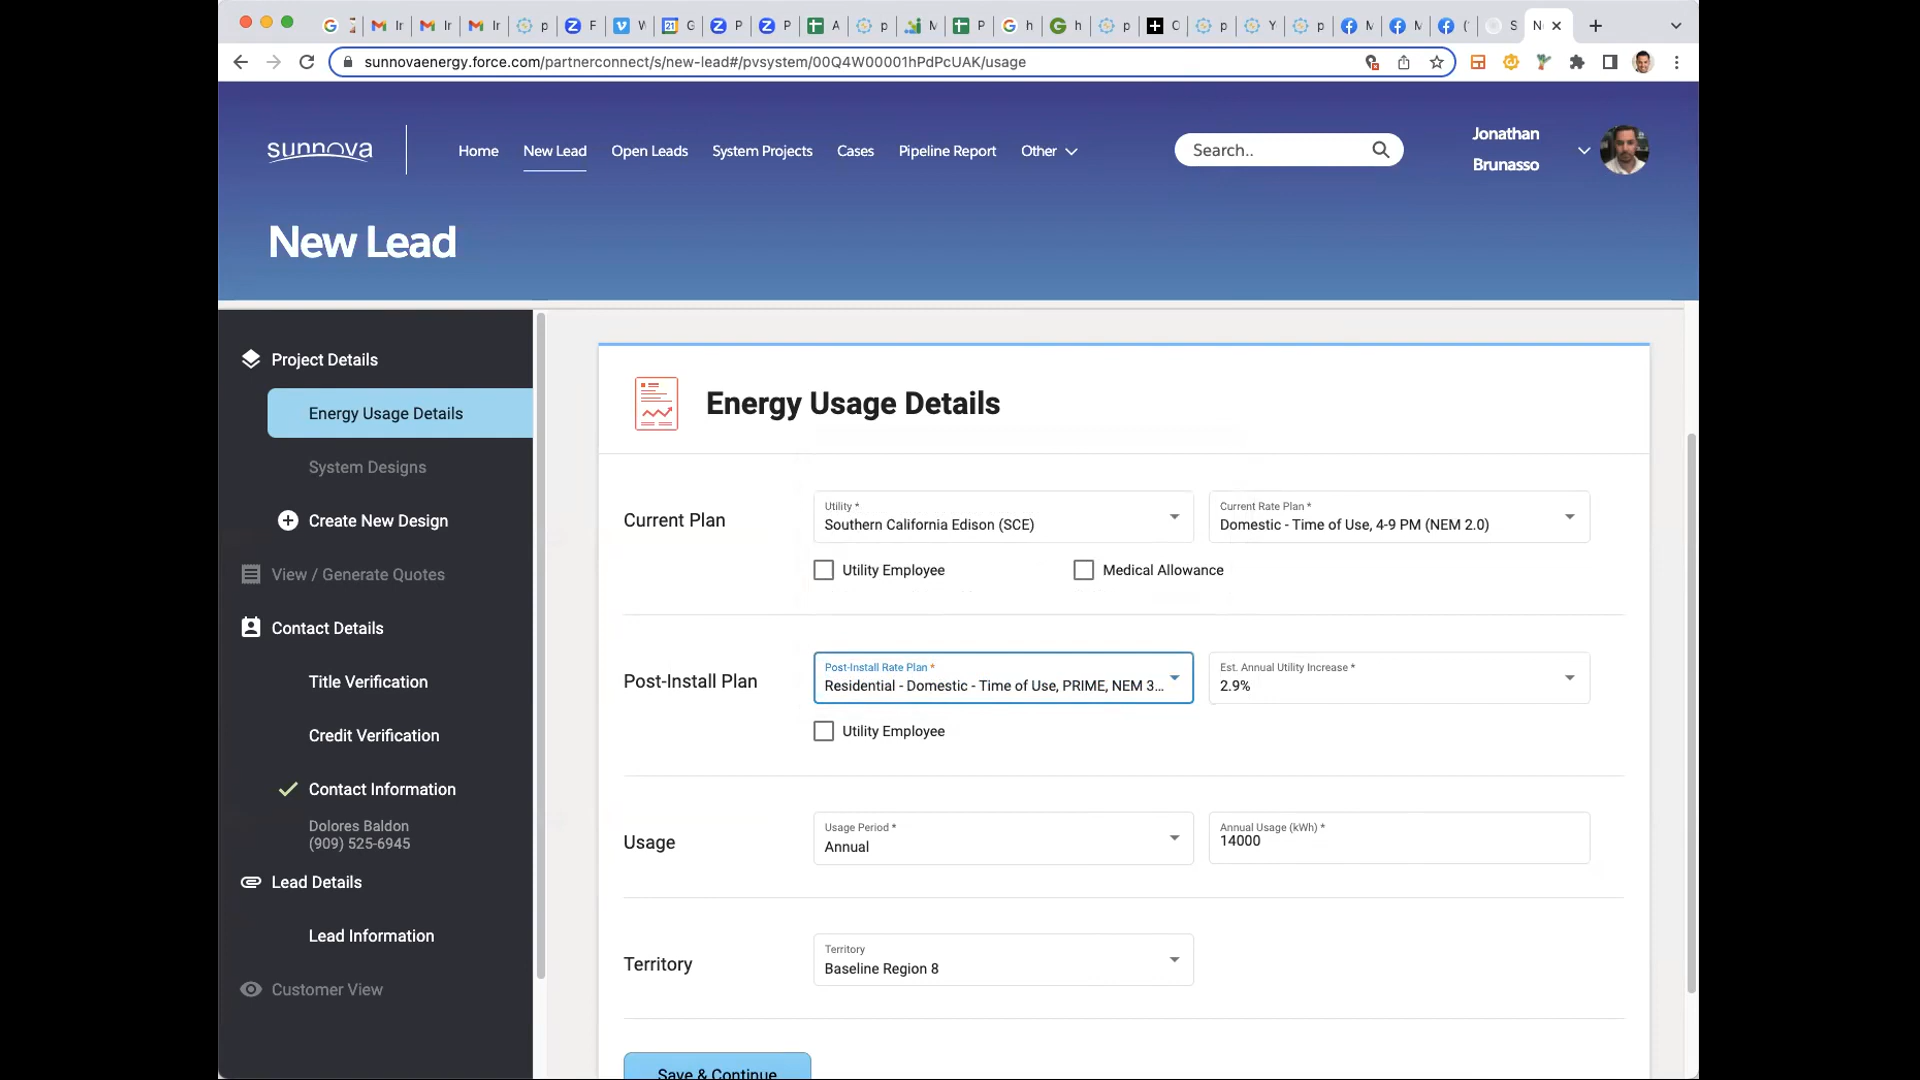 Ir
Ir
Ir
p
F
W
G
P
P
A
p
M
P
h
h
p
C
p
Y
p
M
M
(
S
N
sunnovaenergy.force.com/partnerconnect/s/new-lead#/pvsystem/00Q4W00001hPdPcUAK/usage
sunnova
Home
New Lead
Open Leads
System Projects
Cases
Pipeline Report
Other
Search..
Jonathan
Brunasso
New Lead
Project Details
Energy Usage Details
System Designs
Create New Design
View / Generate Quotes
Contact Details
Title Verification
Credit Verification
Contact Information
Dolores Baldon
(909) 525-6945
Lead Details
Lead Information
Customer View
Energy Usage Details
Current Plan
Utility *
Southern California Edison (SCE)
Current Rate Plan *
Domestic - Time of Use, 4-9 PM (NEM 2.0)
Utility Employee
Medical Allowance
Post-Install Plan
Post-Install Rate Plan *
Residential - Domestic - Time of Use, PRIME, NEM 3...
Est. Annual Utility Increase *
2.9%
Utility Employee
Usage
Usage Period *
Annual
Annual Usage (kWh) *
14000
Territory
Territory
Baseline Region 8
Save & Continue